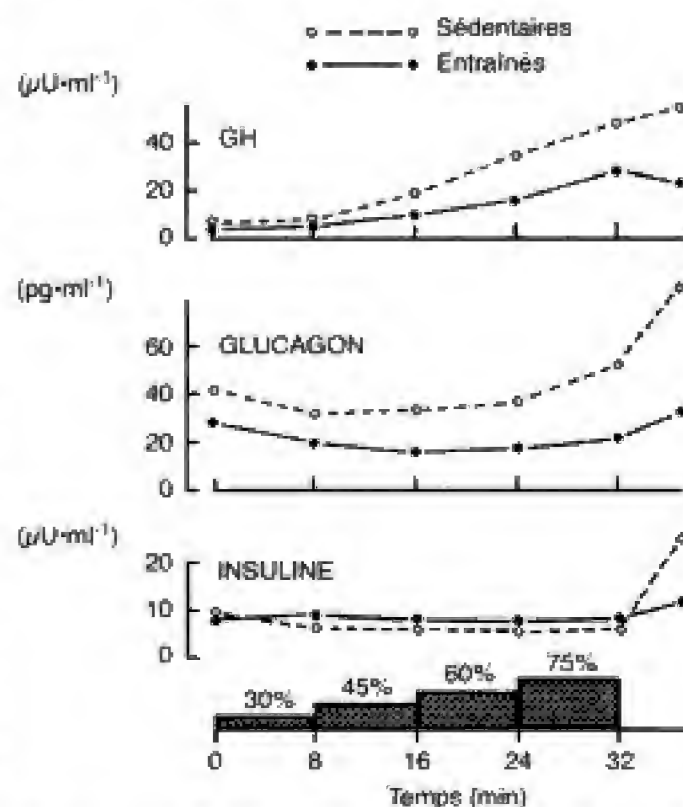 Sédentaires
Entraînés
(µU•ml⁻¹)
GH
40
20
0
(pg•ml⁻¹)
GLUCAGON
60
40
20
0
(µU•ml⁻¹)
INSULINE
20
10
0
30% 45% 60% 75%
0 8 16 24 32
Temps (min)